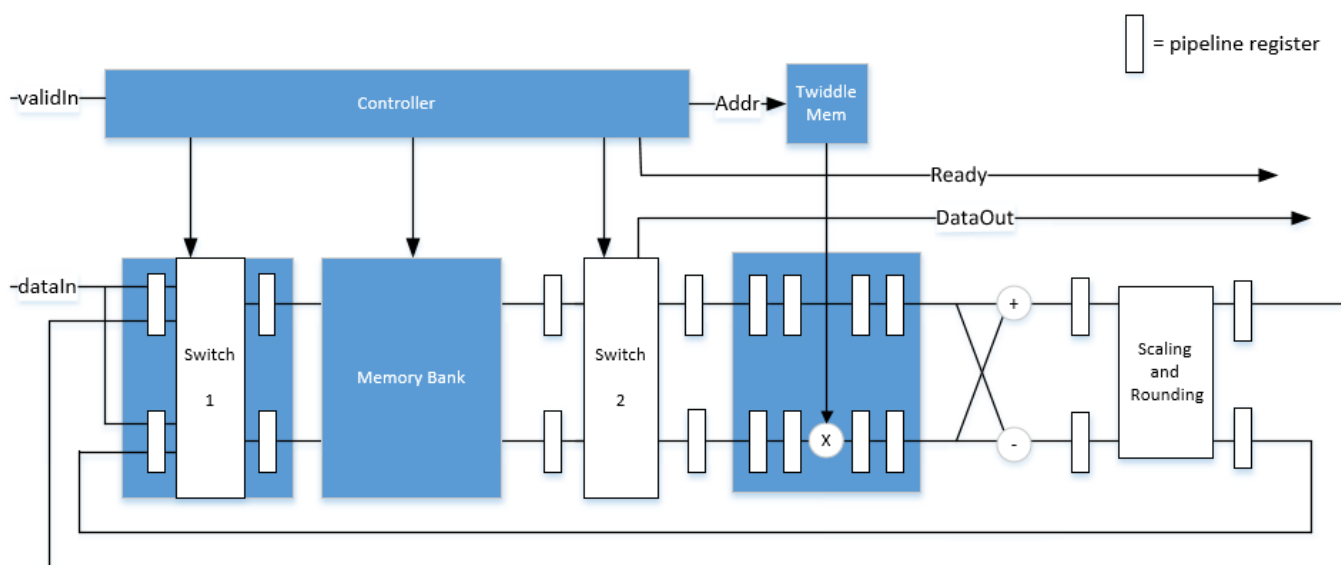 = pipeline register
validIn
Controller
Addr
Twiddle
Mem
Ready
DataOut
dataIn
Switch
1
Memory Bank
Switch
2
X
+
-
Scaling
and
Rounding